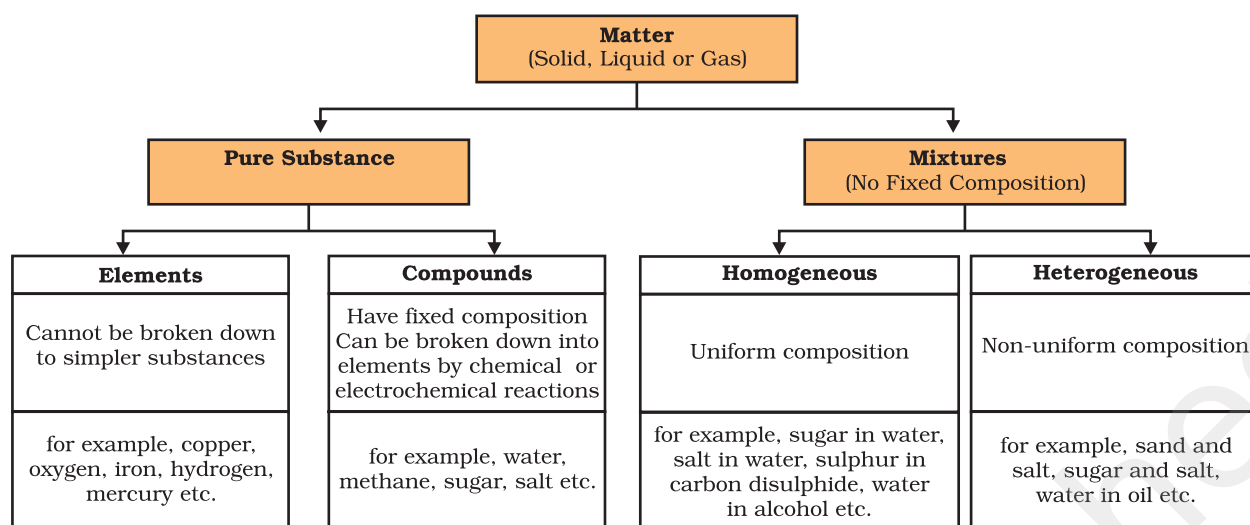 Matter
(Solid, Liquid or Gas)
Pure Substance
Mixtures
(No Fixed Composition)
Elements
Cannot be broken down
to simpler substances
for example, copper,
oxygen, iron, hydrogen,
mercury etc.
Compounds
Have fixed composition
Can be broken down into
elements by chemical or
electrochemical reactions
for example, water,
methane, sugar, salt etc.
Homogeneous
Uniform composition
for example, sugar in water,
salt in water, sulphur in
carbon disulphide, water
in alcohol etc.
Heterogeneous
Non-uniform composition
for example, sand and
salt, sugar and salt,
water in oil etc.